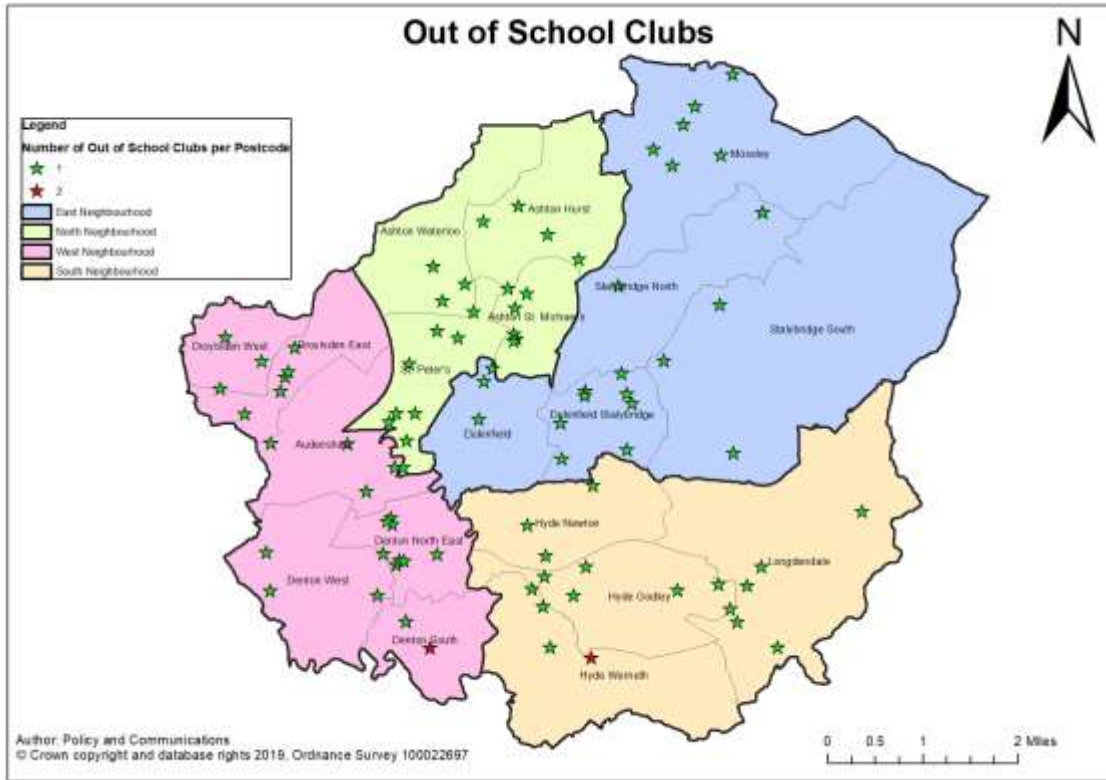 Out of School Clubs
N
Legend
Number of Out of School Clubs per Postcode
1
2
East Neighbourhood
North Neighbourhood
West Neighbourhood
South Neighbourhood
Mossley
Ashton Hurst
Ashton Waterloo
Stalybridge North
Ashton St. Michael's
Stalybridge South
Droylsden West
Droylsden East
St. Peter's
Dukinfield
Dukinfield Stalybridge
Audenshaw
Hyde Newton
Denton North East
Longdendale
Denton West
Hyde Godley
Denton South
Hyde Werneth
Author: Policy and Communications
© Crown copyright and database rights 2019, Ordnance Survey 100022697
0 0.5 1 2 Miles